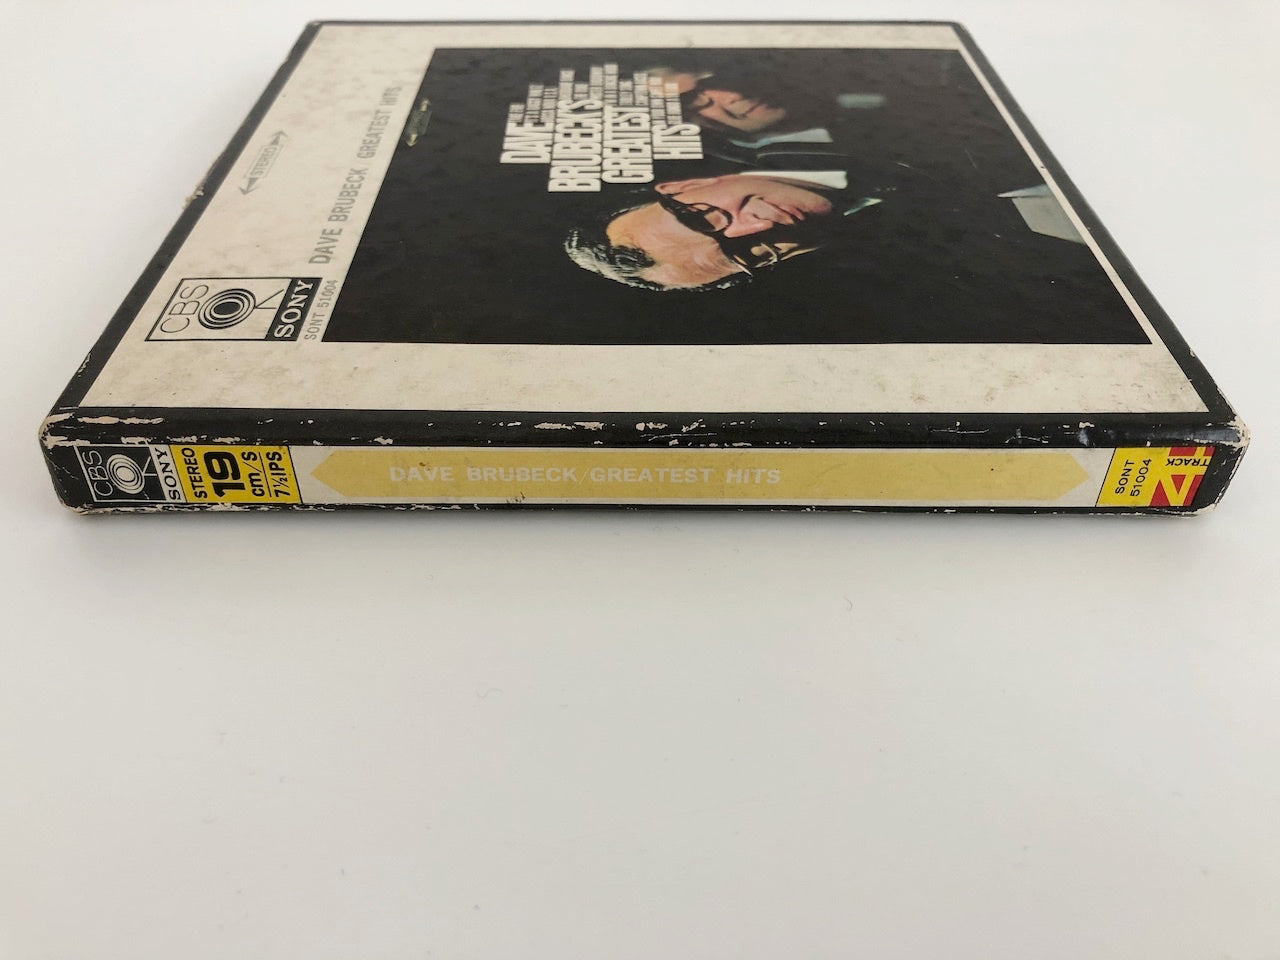 STEREO
DAVE BRUBECK/GREATEST HITS
CBS
SONY
SONT 51004
DAVE
BRUBECK'S
GREATEST
HITS
CBS
SONY
STEREO
19
cm/s
7½IPS.
DAVE BRUBECK/GREATEST HITS
SONT
51004
4
TRACK